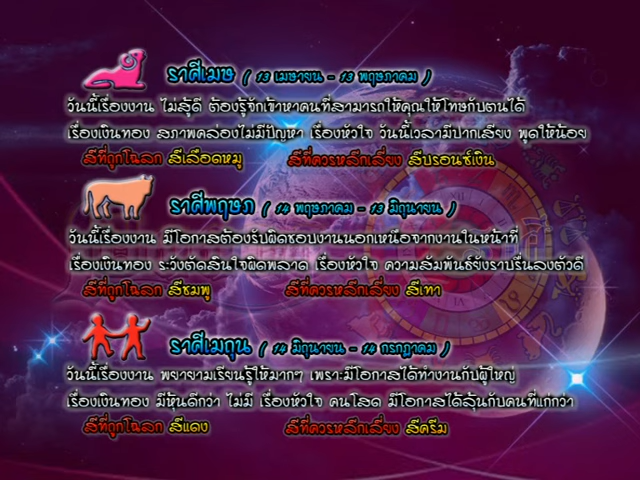 ราศีเมษ ( 13 เมษายน - 13 พฤษภาคม )
วันนี้เรื่องงาน ไม่สู้ดี ต้องรู้จักเข้าหาคนที่สามารถให้คุณให้โทษกับตนได้
เรื่องเงินทอง สภาพคล่องไม่มีปัญหา เรื่องหัวใจ วันนี้เวลามีปากเสียง พูดให้น้อย
สีที่ถูกโฉลก สีเลือดหมู สีที่ควรหลีกเลี่ยง สีบรอนซ์เงิน
ราศีพฤษภ ( 14 พฤษภาคม - 13 มิถุนายน )
วันนี้เรื่องงาน มีโอกาสต้องรับผิดชอบงานนอกเหนือจากงานในหน้าที่
เรื่องเงินทอง ระวังตัดสินใจผิดพลาด เรื่องหัวใจ ความสัมพันธ์ยังราบรื่นลงตัวดี
สีที่ถูกโฉลก สีชมพู สีที่ควรหลีกเลี่ยง สีเทา
ราศีเมถุน ( 14 มิถุนายน - 14 กรกฎาคม )
วันนี้เรื่องงาน พยายามเรียนรู้ให้มากๆ เพราะมีโอกาสได้ทำงานกับผู้ใหญ่
เรื่องเงินทอง มีหุ้นดีกว่า ไม่มี เรื่องหัวใจ คนโสด มีโอกาสได้ลุ้นกับคนที่แก่กว่า
สีที่ถูกโฉลก สีแดง สีที่ควรหลีกเลี่ยง สีครีม